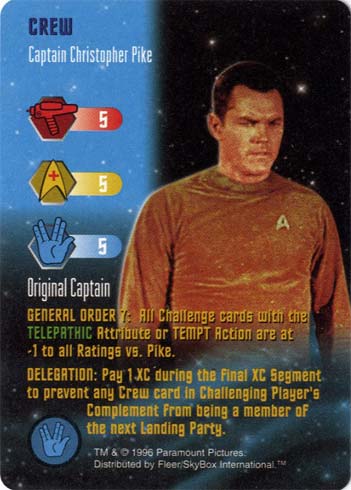 CREW
Captain Christopher Pike
5
5
5
Original Captain
GENERAL ORDER 7: All Challenge cards with the
TELEPATHIC Attribute or TEMPT Action are at
-1 to all Ratings vs. Pike.
DELEGATION: Pay 1 XC during the Final XC Segment
to prevent any Crew card in Challenging Player's
Complement from being a member of
the next Landing Party.
TM & © 1996 Paramount Pictures.
Distributed by Fleer/SkyBox International.™